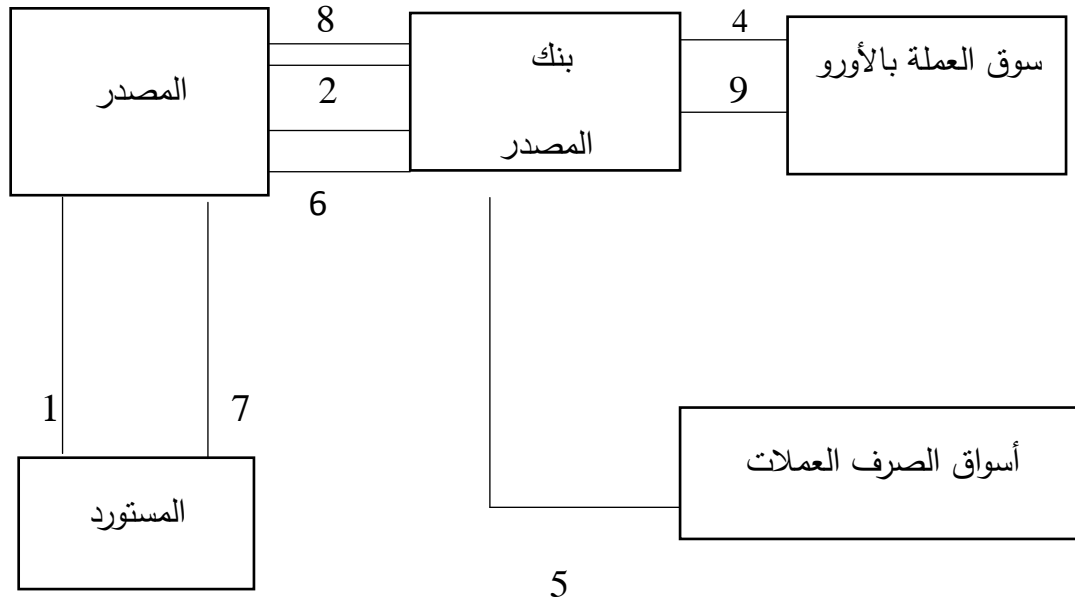 8
4
المصدر
2
بنك
المصدر
9
سوق العملة بالأورو
6
1
7
المستورد
أسواق الصرف العملات
5